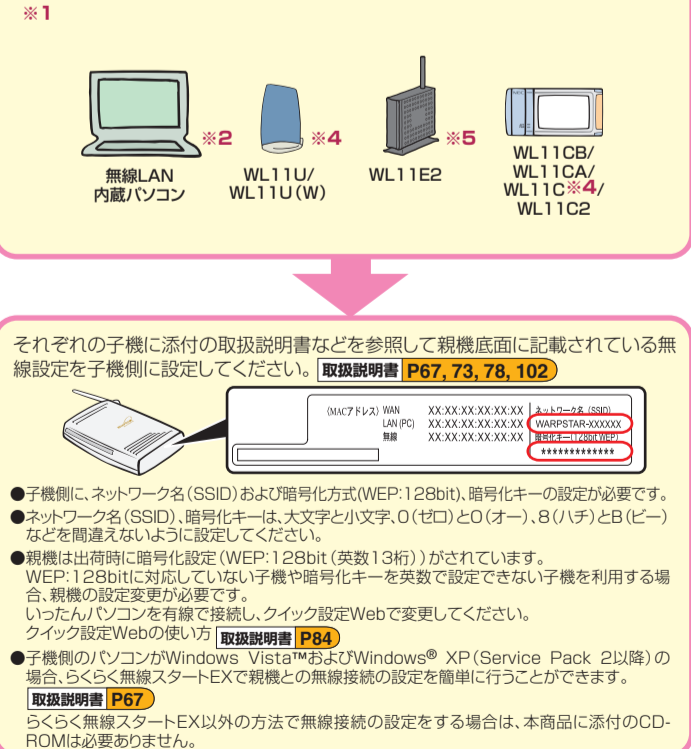 ※1
※2
※4
※5
無線LAN
内蔵パソコン
WL11U/
WL11U(W)
WL11E2
WL11CB/
WL11CA/
WL11C※4/
WL11C2
それぞれの子機に添付の取扱説明書などを参照して親機底面に記載されている無
線設定を子機側に設定してください。 取扱説明書 P67, 73, 78, 102
(MACアドレス) WAN XX:XX:XX:XX:XX:XX ネットワーク名(SSID)
LAN(PC) XX:XX:XX:XX:XX:XX WARPSTAR-XXXXXX
無線 XX:XX:XX:XX:XX:XX 暗号化キー(128bit WEP)
*************
●子機側に、ネットワーク名(SSID)および暗号化方式(WEP:128bit)、暗号化キーの設定が必要です。
●ネットワーク名(SSID)、暗号化キーは、大文字と小文字、0(ゼロ)とO(オー)、8(ハチ)とB(ビー)
などを間違えないように設定してください。
●親機は出荷時に暗号化設定(WEP:128bit(英数13桁))がされています。
WEP:128bitに対応していない子機や暗号化キーを英数で設定できない子機を利用する場
合、親機の設定変更が必要です。
いったんパソコンを有線で接続し、クイック設定Webで変更してください。
クイック設定Webの使い方 取扱説明書 P84
●子機側のパソコンがWindows Vista™およびWindows® XP(Service Pack 2以降)の
場合、らくらく無線スタートEXで親機との無線接続の設定を簡単に行うことができます。
取扱説明書 P67
らくらく無線スタートEX以外の方法で無線接続の設定をする場合は、本商品に添付のCD-
ROMは必要ありません。